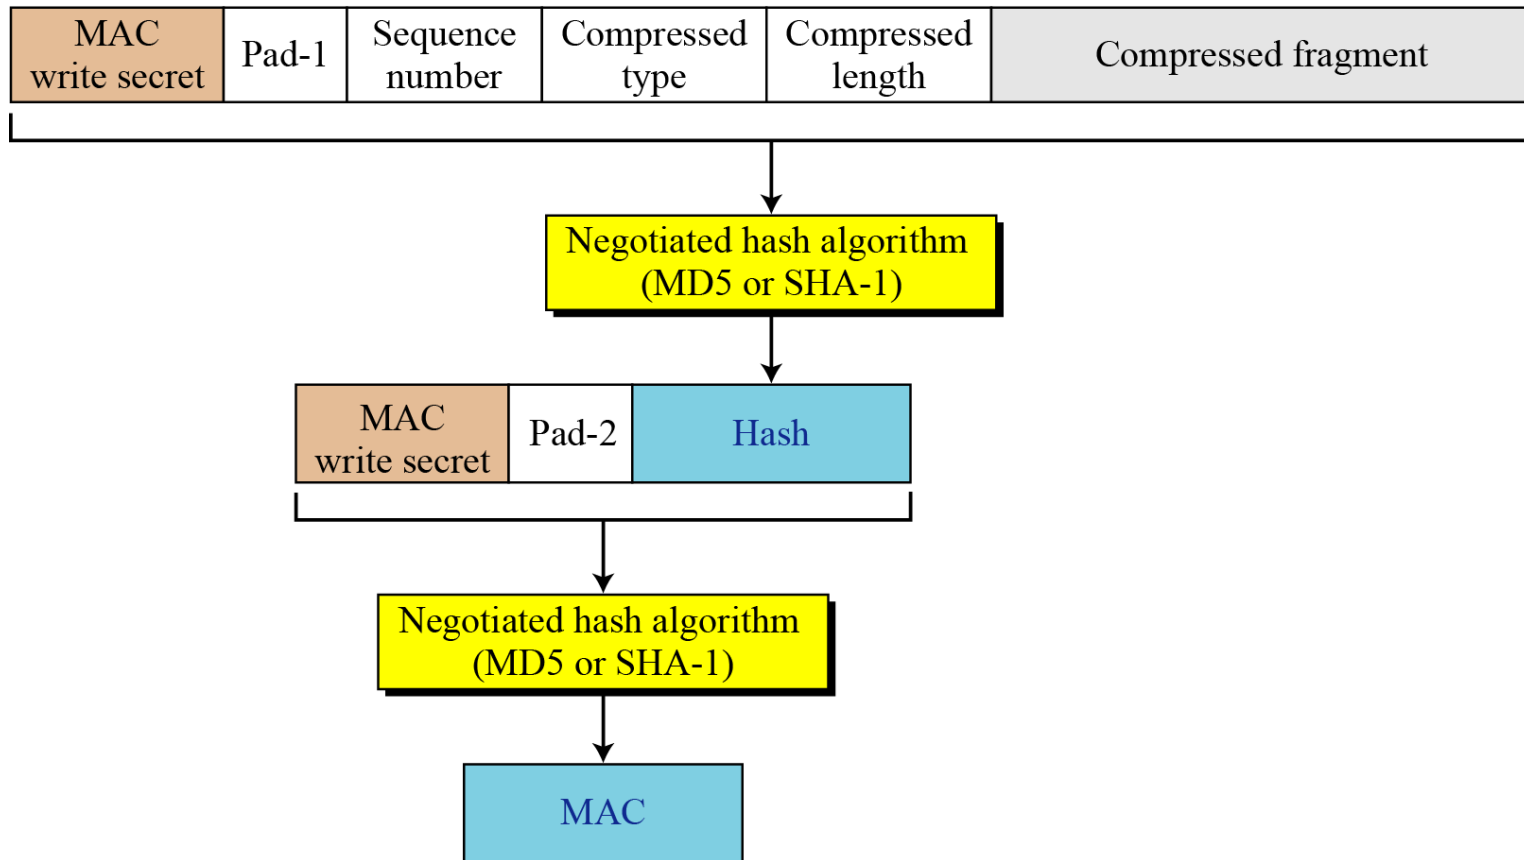 MAC
write secret
Pad-1
Sequence
number
Compressed
type
Compressed
length
Compressed fragment
Negotiated hash algorithm
(MD5 or SHA-1)
MAC
write secret
Pad-2
Hash
Negotiated hash algorithm
(MD5 or SHA-1)
MAC